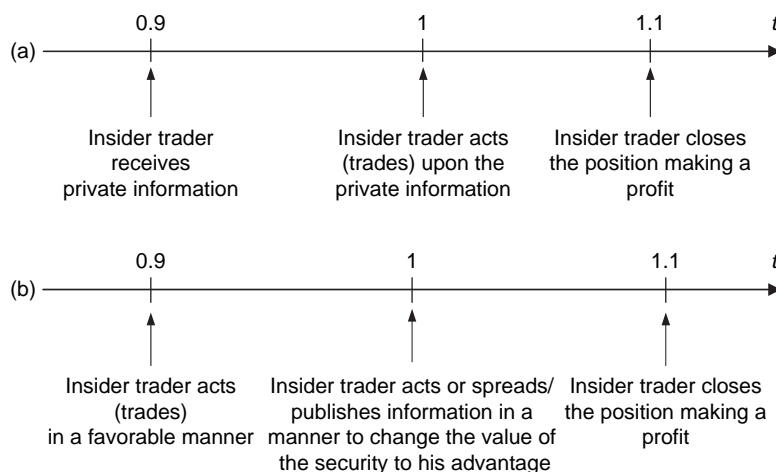 0.9 1 1.1 t
(a)
Insider trader Insider trader acts Insider trader closes
receives (trades) upon the the position making a
private information private information profit
0.9 1 1.1 t
(b)
Insider trader acts Insider trader acts or spreads/ Insider trader closes
(trades) publishes information in a the position making a
in a favorable manner manner to change the value of profit
the security to his advantage